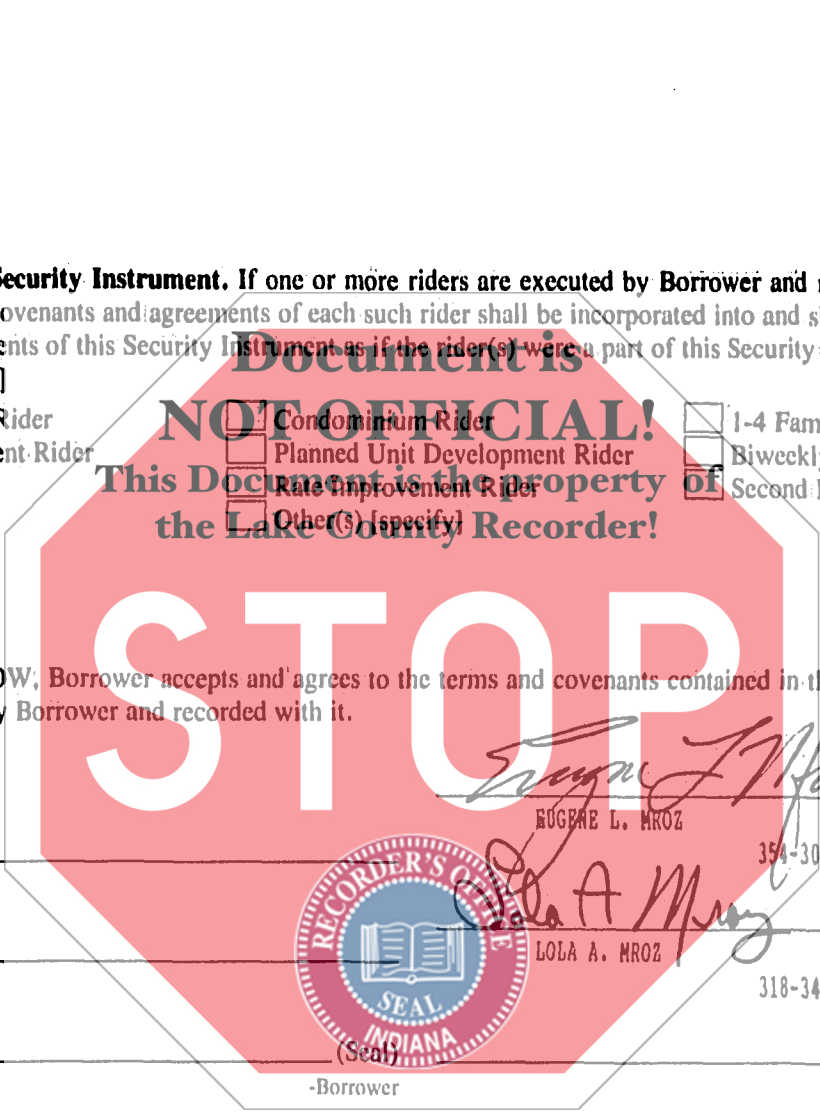 Security Instrument. If one or more riders are executed by Borrower and
ovenants and agreements of each such rider shall be incorporated into and
ents of this Security Instrument as if the rider(s) were a part of this Security
Document is
NOT OFFICIAL!
This Document is the property of
the Lake County Recorder!
Rider
Condominium Rider
1-4 Fam
ent Rider
Planned Unit Development Rider
Biweekl
Rate Improvement Rider
Second
Other(s) [specify]
STOP
OW, Borrower accepts and agrees to the terms and covenants contained in
y Borrower and recorded with it.
Eugene L Mroz
EUGENE L. MROZ
354-30
Lola A Mroz
LOLA A. MROZ
318-34
RECORDER'S OFFICE
SEAL
INDIANA
(Seal)
-Borrower